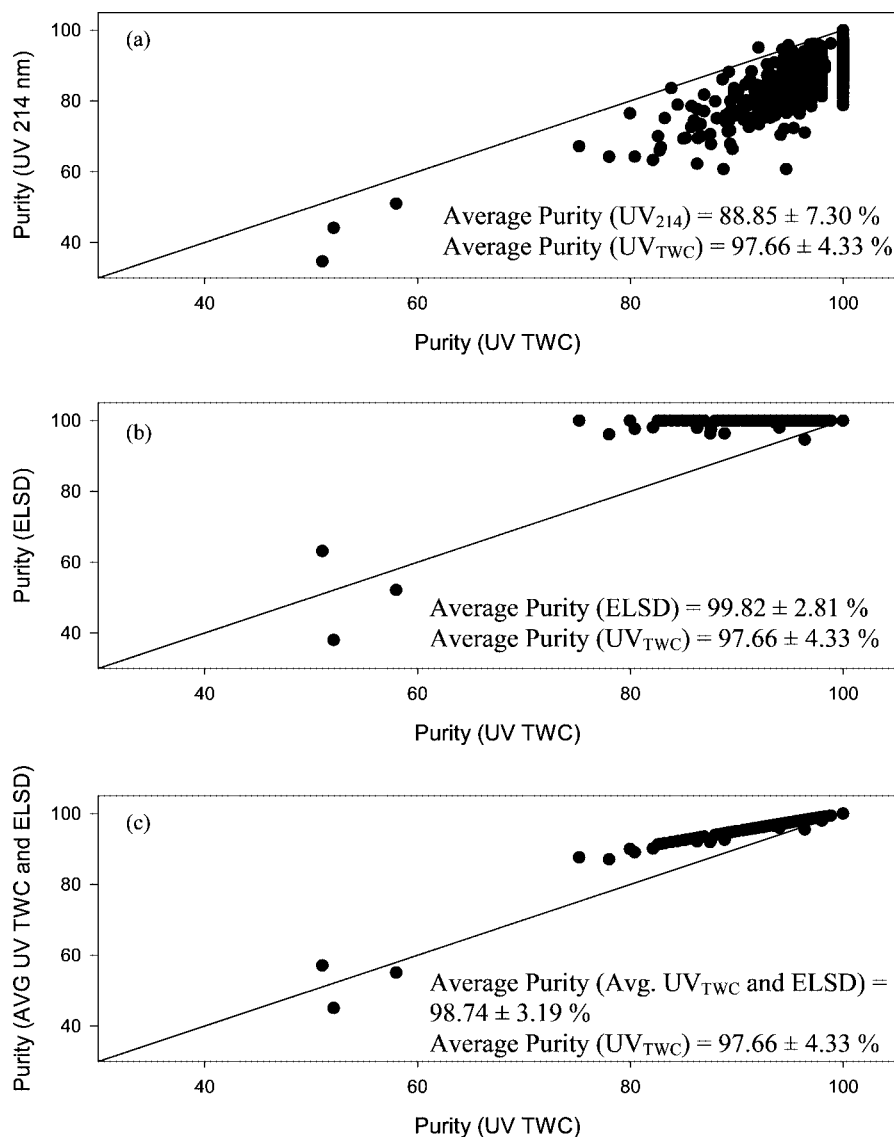 (a)
Purity (UV 214 nm)
100
80
60
40
Average Purity (UV₂₁₄) = 88.85 ± 7.30 %
Average Purity (UV_TWC) = 97.66 ± 4.33 %
40 60 80 100
Purity (UV TWC)
(b)
Purity (ELSD)
100
80
60
40
Average Purity (ELSD) = 99.82 ± 2.81 %
Average Purity (UV_TWC) = 97.66 ± 4.33 %
40 60 80 100
Purity (UV TWC)
(c)
Purity (AVG UV TWC and ELSD)
100
80
60
40
Average Purity (Avg. UV_TWC and ELSD) =
98.74 ± 3.19 %
Average Purity (UV_TWC) = 97.66 ± 4.33 %
40 60 80 100
Purity (UV TWC)